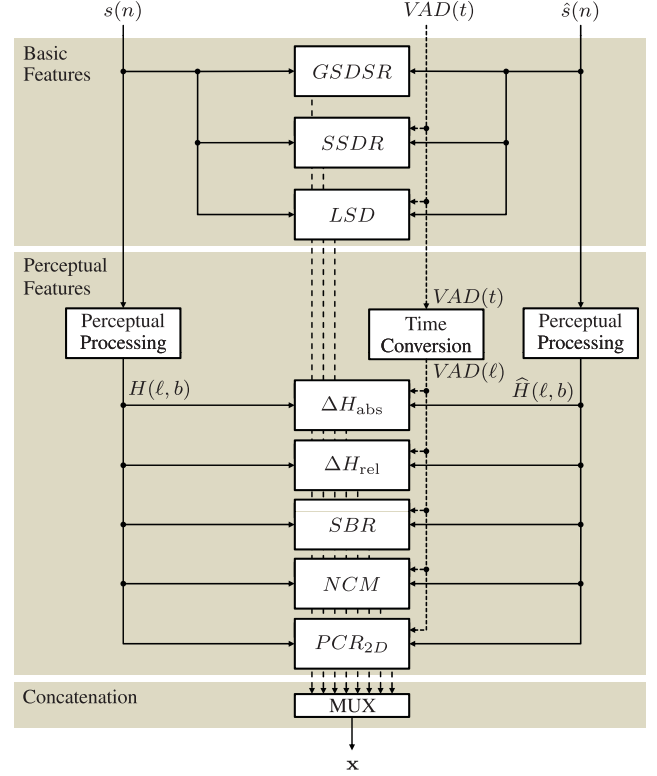 s(n) VAD(t) ŝ(n)
Basic
Features
GSDSR
SSDR
LSD
Perceptual
Features
VAD(t)
Perceptual
Processing
Time
Conversion
Perceptual
Processing
VAD(ℓ)
H(ℓ, b)
Ĥ(ℓ, b)
ΔH_abs
ΔH_rel
SBR
NCM
PCR_2D
Concatenation
MUX
x